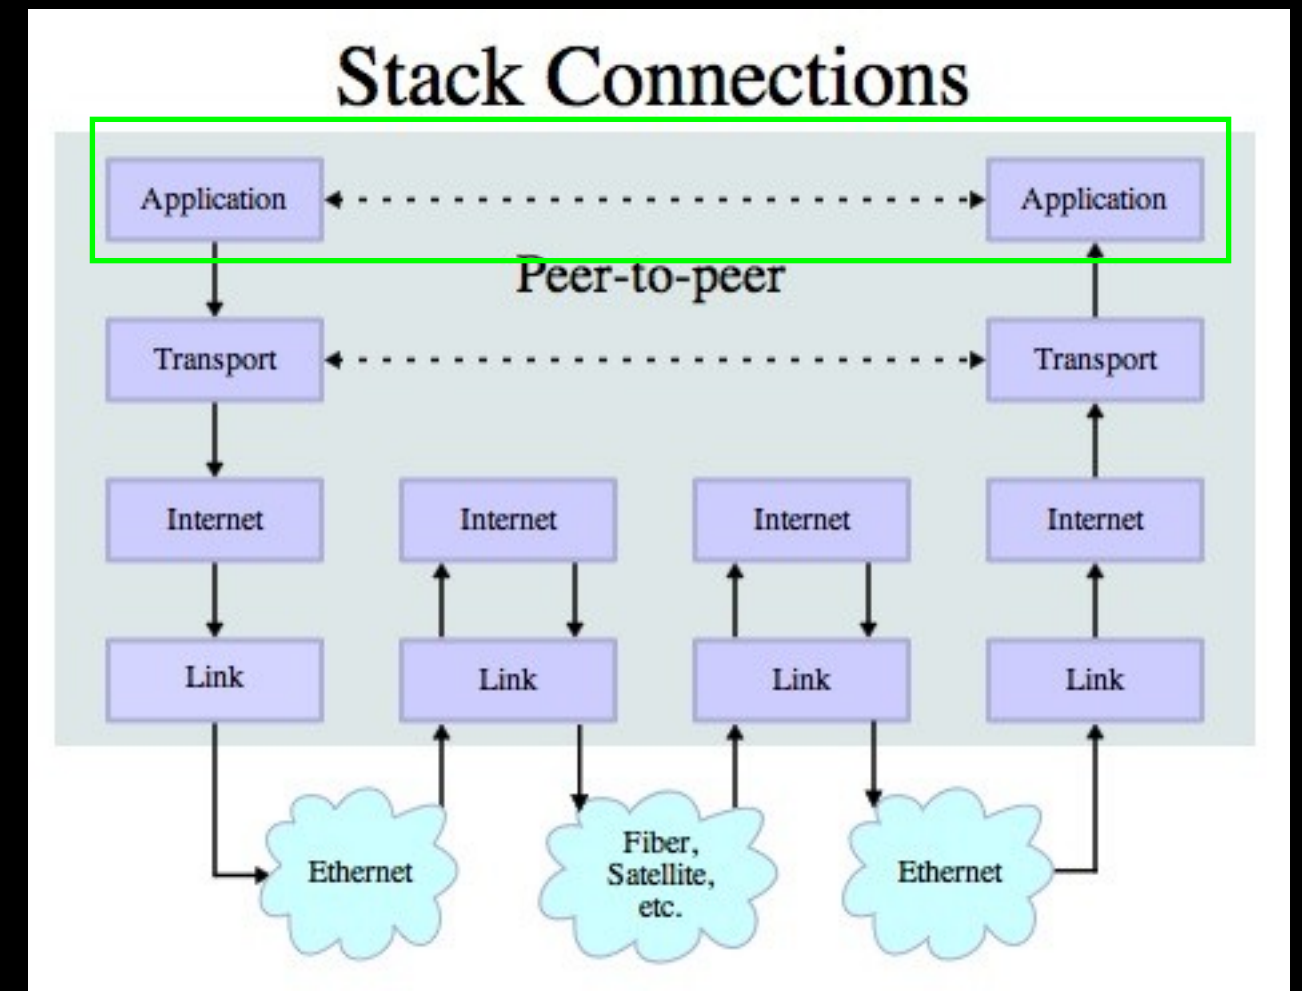 Stack Connections
Application Application
Peer-to-peer
Transport Transport
Internet Internet Internet Internet
Link Link Link Link
Ethernet
Fiber,
Satellite,
etc.
Ethernet